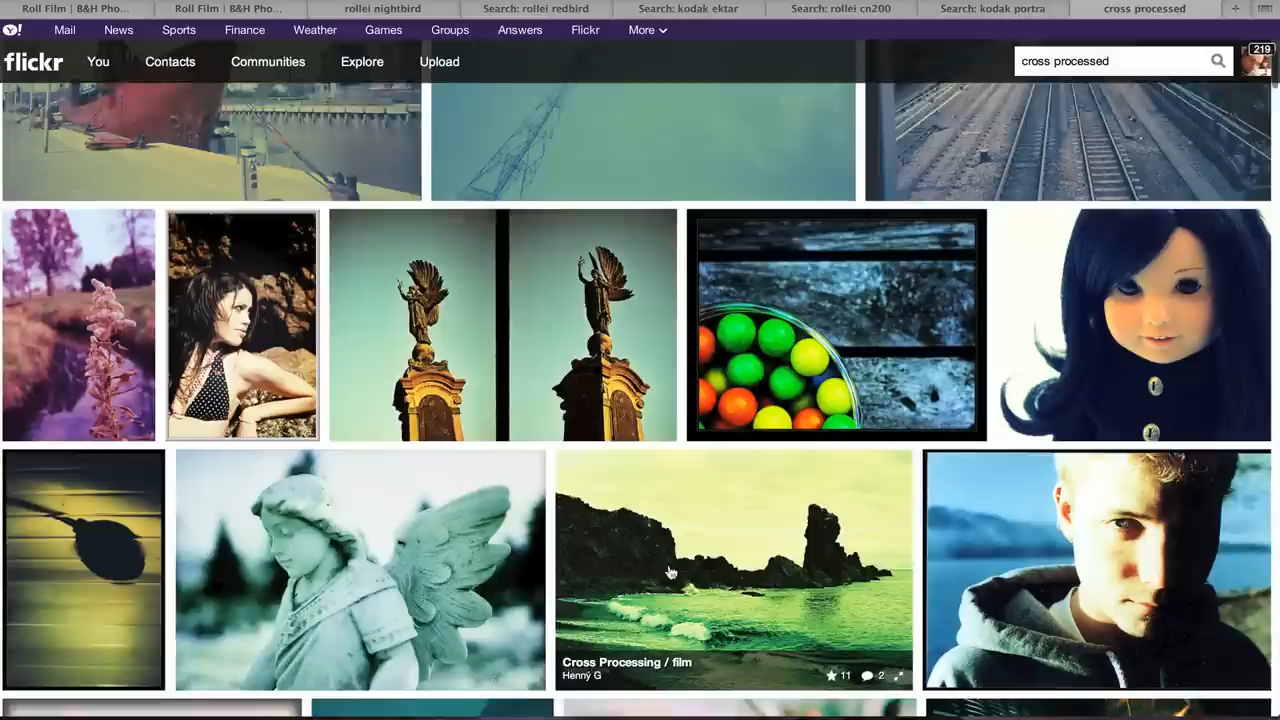 Roll Film | B&H Pho...
Roll Film | B&H Pho...
rollei nightbird
Search: rollei redbird
Search: kodak ektar
Search: rollei cn200
Search: kodak portra
cross processed
+
Y!
Mail
News
Sports
Finance
Weather
Games
Groups
Answers
Flickr
More
flickr
You
Contacts
Communities
Explore
Upload
cross processed
219
Cross Processing / film
Henny G
11
2